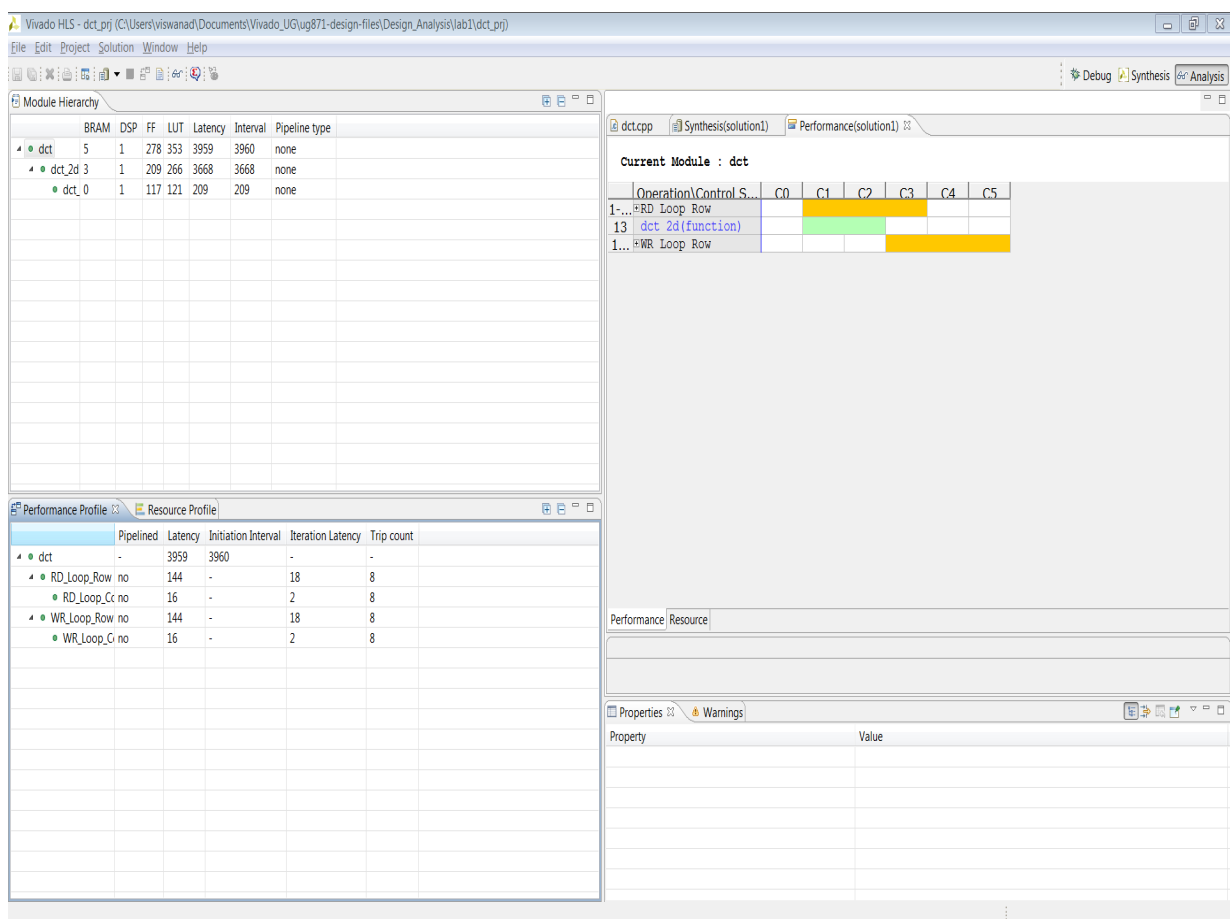 Vivado HLS - dct_prj (C:\Users\viswanad\Documents\Vivado_UG\ug871-design-files\Design_Analysis\lab1\dct_prj)
File Edit Project Solution Window Help
Debug Synthesis Analysis
Module Hierarchy
BRAM DSP FF LUT Latency Interval Pipeline type
dct 5 1 278 353 3959 3960 none
dct_2d 3 1 209 266 3668 3668 none
dct_ 0 1 117 121 209 209 none
Performance Profile Resource Profile
Pipelined Latency Initiation Interval Iteration Latency Trip count
dct - 3959 3960 - -
RD_Loop_Row no 144 - 18 8
RD_Loop_Co no 16 - 2 8
WR_Loop_Row no 144 - 18 8
WR_Loop_C no 16 - 2 8
dct.cpp Synthesis(solution1) Performance(solution1)
Current Module : dct
Operation\Control S... C0 C1 C2 C3 C4 C5
1-... RD Loop Row
13 dct 2d(function)
1... WR Loop Row
Performance Resource
Properties Warnings
Property Value